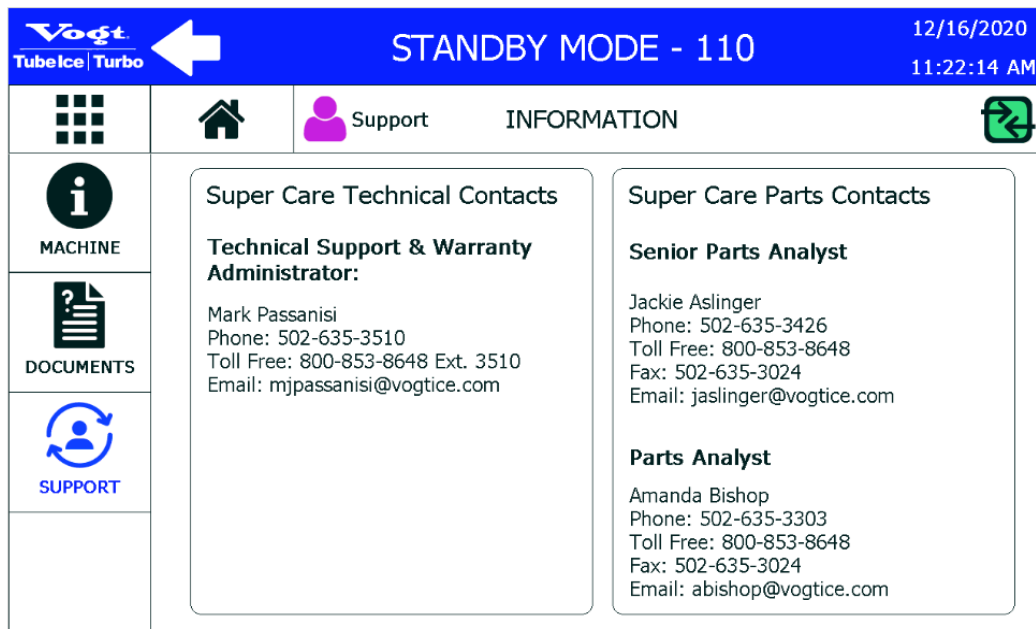 Vogt
Tube Ice | Turbo
STANDBY MODE - 110
12/16/2020
11:22:14 AM
Support
INFORMATION
MACHINE
DOCUMENTS
SUPPORT
Super Care Technical Contacts
Technical Support & Warranty
Administrator:
Mark Passanisi
Phone: 502-635-3510
Toll Free: 800-853-8648 Ext. 3510
Email: mjpassanisi@vogtice.com
Super Care Parts Contacts
Senior Parts Analyst
Jackie Aslinger
Phone: 502-635-3426
Toll Free: 800-853-8648
Fax: 502-635-3024
Email: jaslinger@vogtice.com
Parts Analyst
Amanda Bishop
Phone: 502-635-3303
Toll Free: 800-853-8648
Fax: 502-635-3024
Email: abishop@vogtice.com